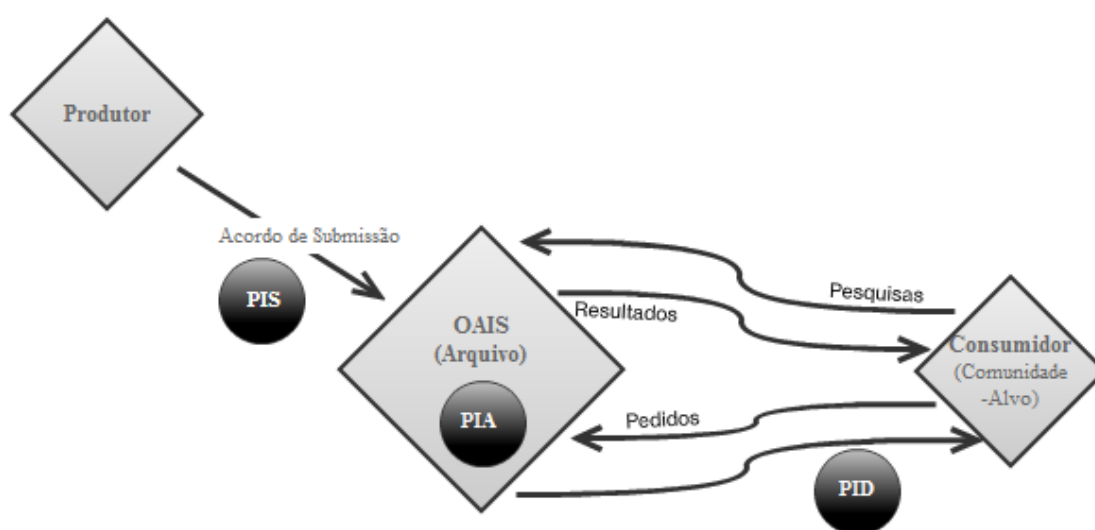 Produtor
Acordo de Submissão
PIS
OAIS
(Arquivo)
PIA
Pesquisas
Resultados
Consumidor
(Comunidade
-Alvo)
Pedidos
PID